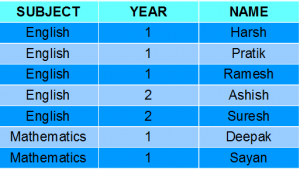 SUBJECT YEAR NAME
English 1 Harsh
English 1 Pratik
English 1 Ramesh
English 2 Ashish
English 2 Suresh
Mathematics 1 Deepak
Mathematics 1 Sayan